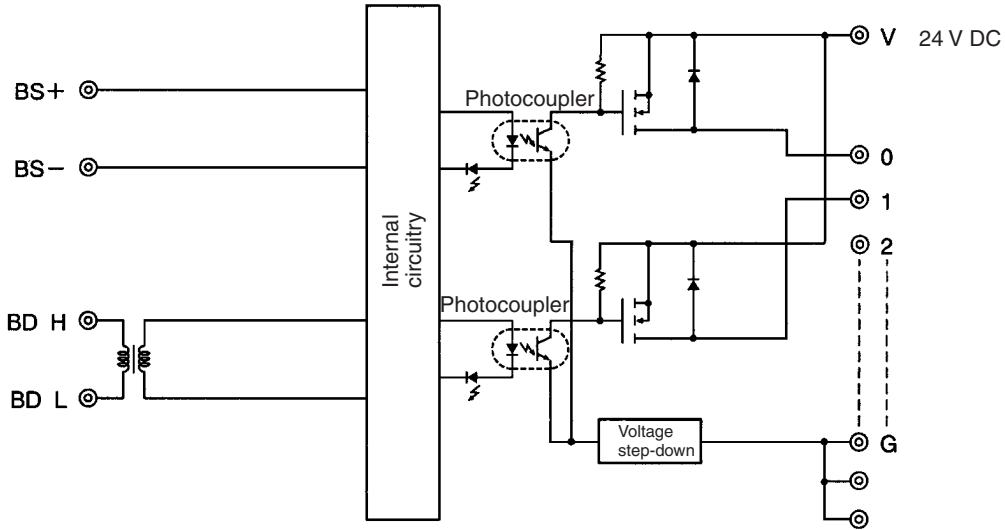 V 24 V DC
BS+
Photocoupler
BS−
0
1
Internal
circuitry
2
Photocoupler
BD H
BD L
Voltage
step-down
G